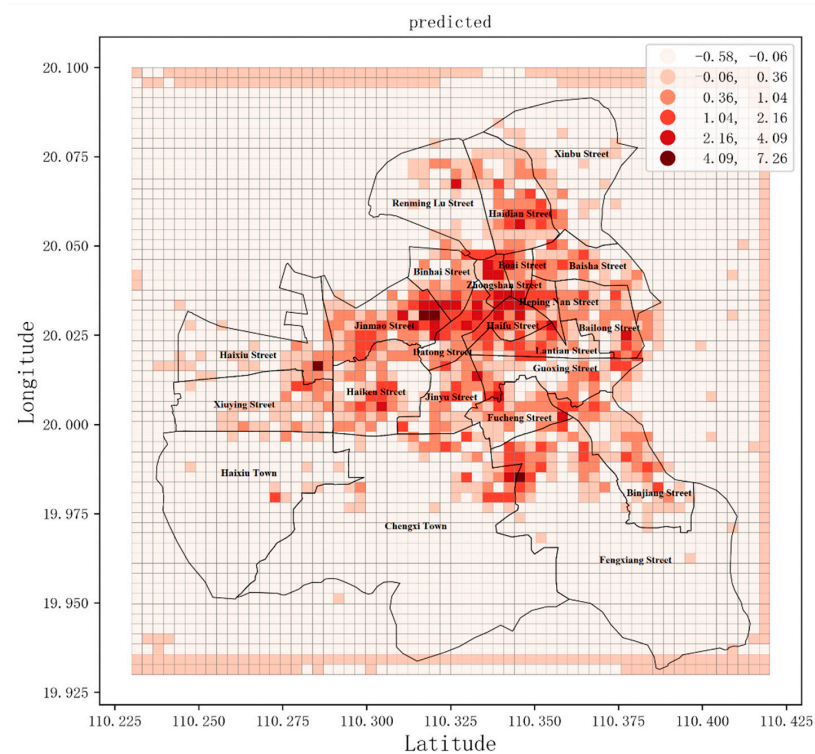 predicted
-0.58, -0.06
-0.06, 0.36
0.36, 1.04
1.04, 2.16
2.16, 4.09
4.09, 7.26
20.100
20.075
20.050
20.025
20.000
19.975
19.950
19.925
Longitude
Xinbu Street
Renming Lu Street
Haidian Street
Binhai Street
Boai Street
Baisha Street
Zhongshan Street
Heping Nan Street
Jinmao Street
Haifu Street
Bailong Street
Haixiu Street
Datong Street
Lantian Street
Guoxing Street
Xiuying Street
Haiken Street
Jinyu Street
Fucheng Street
Haixiu Town
Binjiang Street
Chengxi Town
Fengxiang Street
110.225 110.250 110.275 110.300 110.325 110.350 110.375 110.400 110.425
Latitude